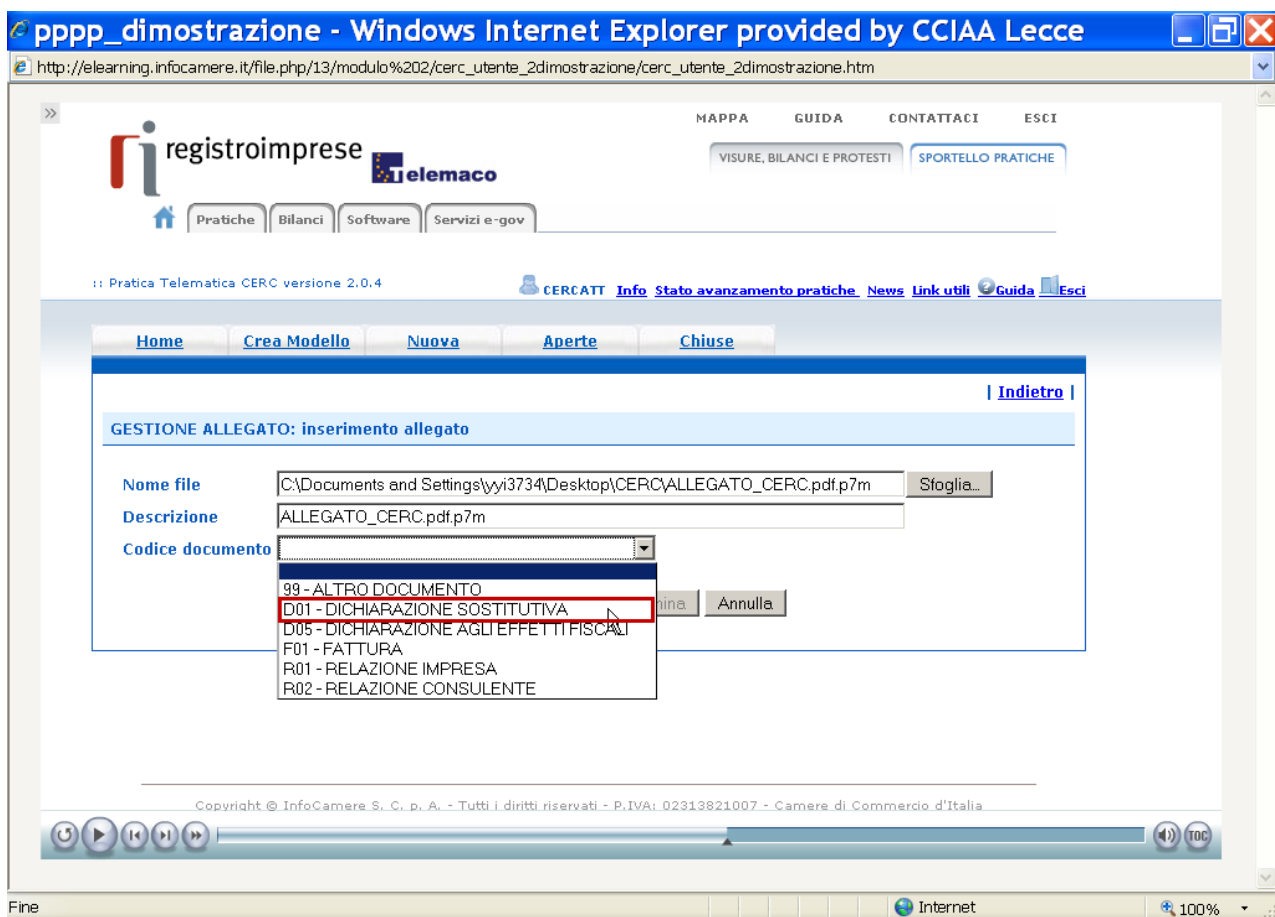 pppp_dimostrazione - Windows Internet Explorer provided by CCIAA Lecce
http://elearning.infocamere.it/file.php/13/modulo%202/cerc_utente_2dimostrazione/cerc_utente_2dimostrazione.htm
MAPPA GUIDA CONTATTACI ESCI
registroimprese Telemaco
VISURE, BILANCI E PROTESTI SPORTELLO PRATICHE
Pratiche Bilanci Software Servizi e-gov
:: Pratica Telematica CERC versione 2.0.4 CERCATT Info Stato avanzamento pratiche News Link utili Guida Esci
Home Crea Modello Nuova Aperte Chiuse
| Indietro |
GESTIONE ALLEGATO: inserimento allegato
Nome file C:\Documents and Settings\yyi3734\Desktop\CERC\ALLEGATO_CERC.pdf.p7m Sfoglia...
Descrizione ALLEGATO_CERC.pdf.p7m
Codice documento
99 - ALTRO DOCUMENTO
D01 - DICHIARAZIONE SOSTITUTIVA
Annulla
D05 - DICHIARAZIONE AGLI EFFETTI FISCALI
F01 - FATTURA
R01 - RELAZIONE IMPRESA
R02 - RELAZIONE CONSULENTE
Copyright © InfoCamere S. C. p. A. - Tutti i diritti riservati - P.IVA: 02313821007 - Camere di Commercio d'Italia
TOC
Fine Internet 100%